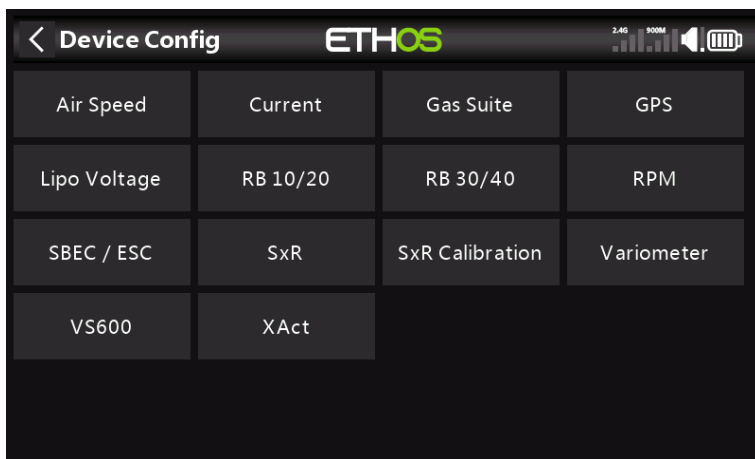 Device Config ETHOS 2.4G 900M
Air Speed Current Gas Suite GPS
Lipo Voltage RB 10/20 RB 30/40 RPM
SBEC / ESC SxR SxR Calibration Variometer
VS600 XAct